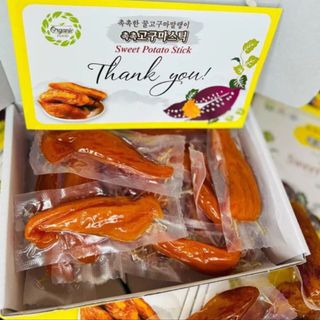 Organic
촉촉한 꿀고구마말랭이
촉촉고구마스틱
Sweet Potato Stick
Thank you!
Sweet